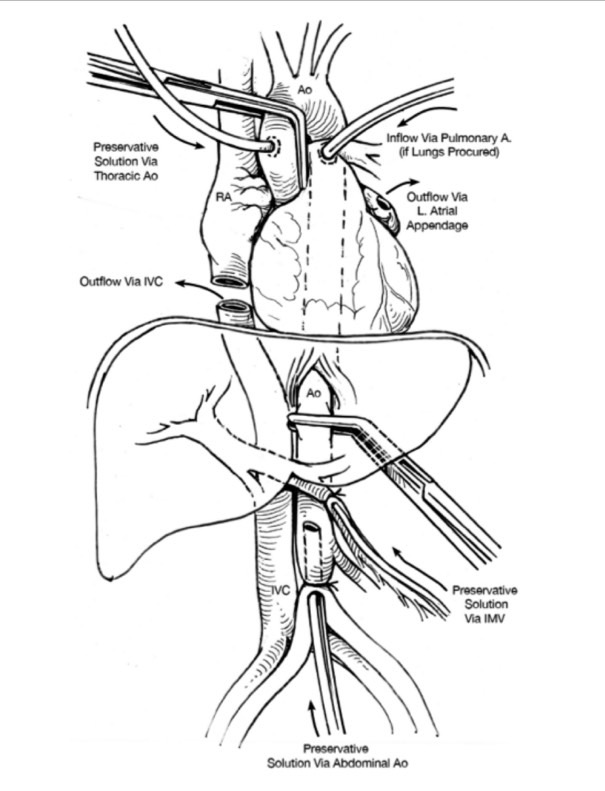 Ao
Preservative
Solution Via
Thoracic Ao
Inflow Via Pulmonary A.
(if Lungs Procured)
RA
Outflow Via
L. Atrial
Appendage
Outflow Via IVC
Ao
IVC
Preservative
Solution
Via IMV
Preservative
Solution Via Abdominal Ao